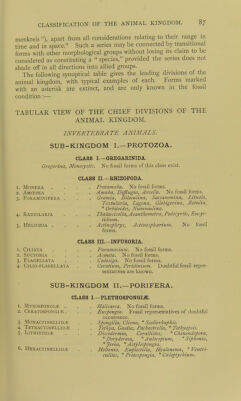 CLASSIFICATION OF THE ANIMAL KINGDOM. 87
morkreis"), apart from all considerations relating to their range in
time and in space." Such a series may be connected by transitional
forms with other morphological groups without losing its claim to be
considered as constituting a "species," provided the series does not
shade off in all directions into allied groups.
The following synoptical table gives the leading divisions of the
animal kingdom, with typical examples of each. Forms marked
with an asterisk are extinct, and are only known in the fossil
condition:—
TABULAR VIEW OF THE CHIEF DIVISIONS OF THE
ANIMAL KINGDOM.
INVERTEBRATE ANIMALS.
SUB-KINGDOM I.—PROTOZOA.
CLASS I.—GREGARINIDA.
Gregarina, Monocystis. No fossil forms of this class exist.
CLASS II.—RHIZOPODA.
1. MONERA . . . . Protamœba. No fossil forms.
2. AMŒBEA . . . . Amœba, Difflugia, Arcella. No fossil forms.
3. FORAMINIFERA . . . Gromia, Biloculina, Saccammina, Lituola,
Textularia, Lagena, Globigerina, Rotalia,
* Orbitoides, Nummulina.
4. RADIOLARIA . . . Thalassicolla, Acanthometra, Podocyrtis, Eucyr-
tidium.
5. HELIOZOA . . . . Actinophrys, Actinosphærium. No fossil
forms.
CLASS III.—INFUSORIA.
1. CILIATA . . . . Paramœcium. No fossil forms.
2. SUCTORIA . . . . Acineta. No fossil forms.
3. FLAGELLATA . . . Codosiga. No fossil forms.
4. CILIO-FLAGELLATA . . Ceratium, Peridinium. Doubtful fossil repre-
sentatives are known.
SUB-KINGDOM II.—PORIFERA.
CLASS I.—PLETHOSPONGIÆ.
1. MYXOSPONGIÆ . . . Halisarca. No fossil forms.
2. CERATOSPONGIÆ . . . Euspongia. Fossil representatives of doubtful
occurrence.
3. MONACTINELLIDÆ . . Spongilla, Cliona, * Scoliorhaphis.
4. TETRACTINELLIDÆ . . Tethya, Geodia, Pachastrella, * Tethyopsis.
5. LITHISTIDÆ . . . Discodermia, Corallistes, * Chenendopora,
* Doryderma, * Aulocopium, * Siphonia,
* Jerea, * Astylospongia.
6. HEXACTINELLIDÆ . . Holtenia, Euplectella, Hyalonema, * Ventri-
culites, * Protospongia, * Coloptychium.